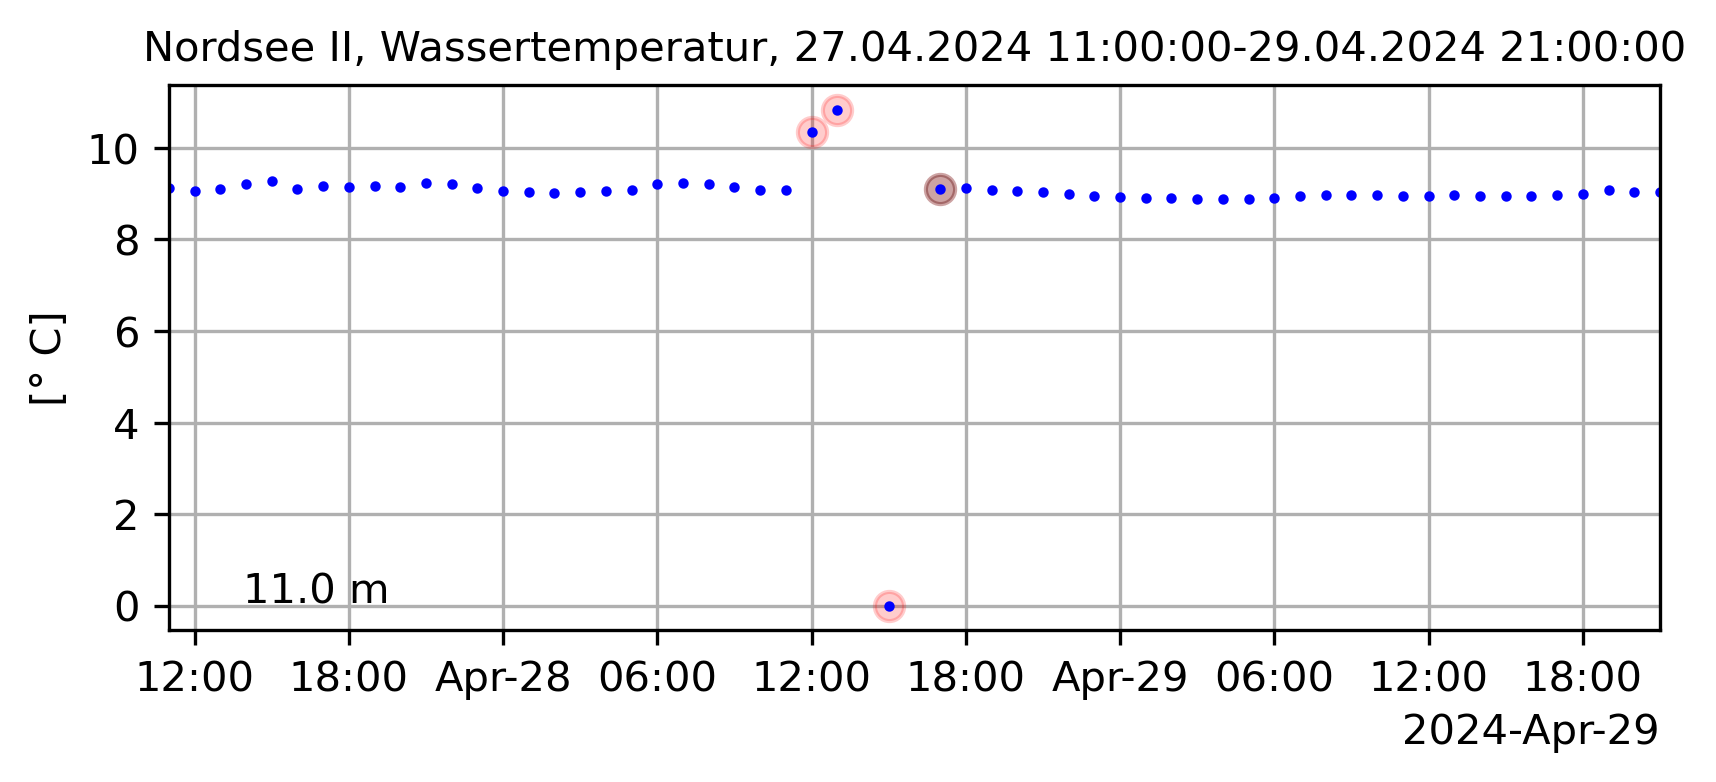 Nordsee II, Wassertemperatur, 27.04.2024 11:00:00-29.04.2024 21:00:00
10
8
6
4
2
0
[° C]
11.0 m
12:00 18:00 Apr-28 06:00 12:00 18:00 Apr-29 06:00 12:00 18:00
2024-Apr-29